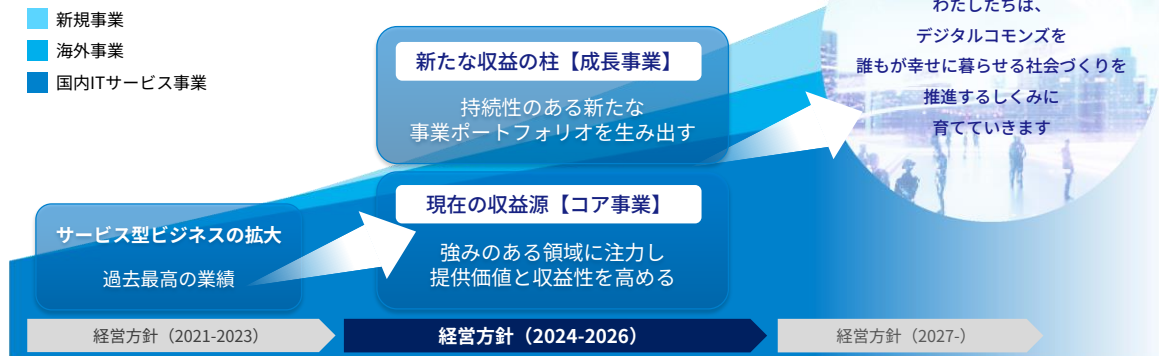 新規事業
海外事業
国内ITサービス事業
わたしたちは、
デジタルコモンズを
誰もが幸せに暮らせる社会づくりを
推進するしくみに
育てていきます
新たな収益の柱【成長事業】
持続性のある新たな
事業ポートフォリオを生み出す
現在の収益源【コア事業】
強みのある領域に注力し
提供価値と収益性を高める
サービス型ビジネスの拡大
過去最高の業績
経営方針（2021-2023）
経営方針（2024-2026）
経営方針（2027-）